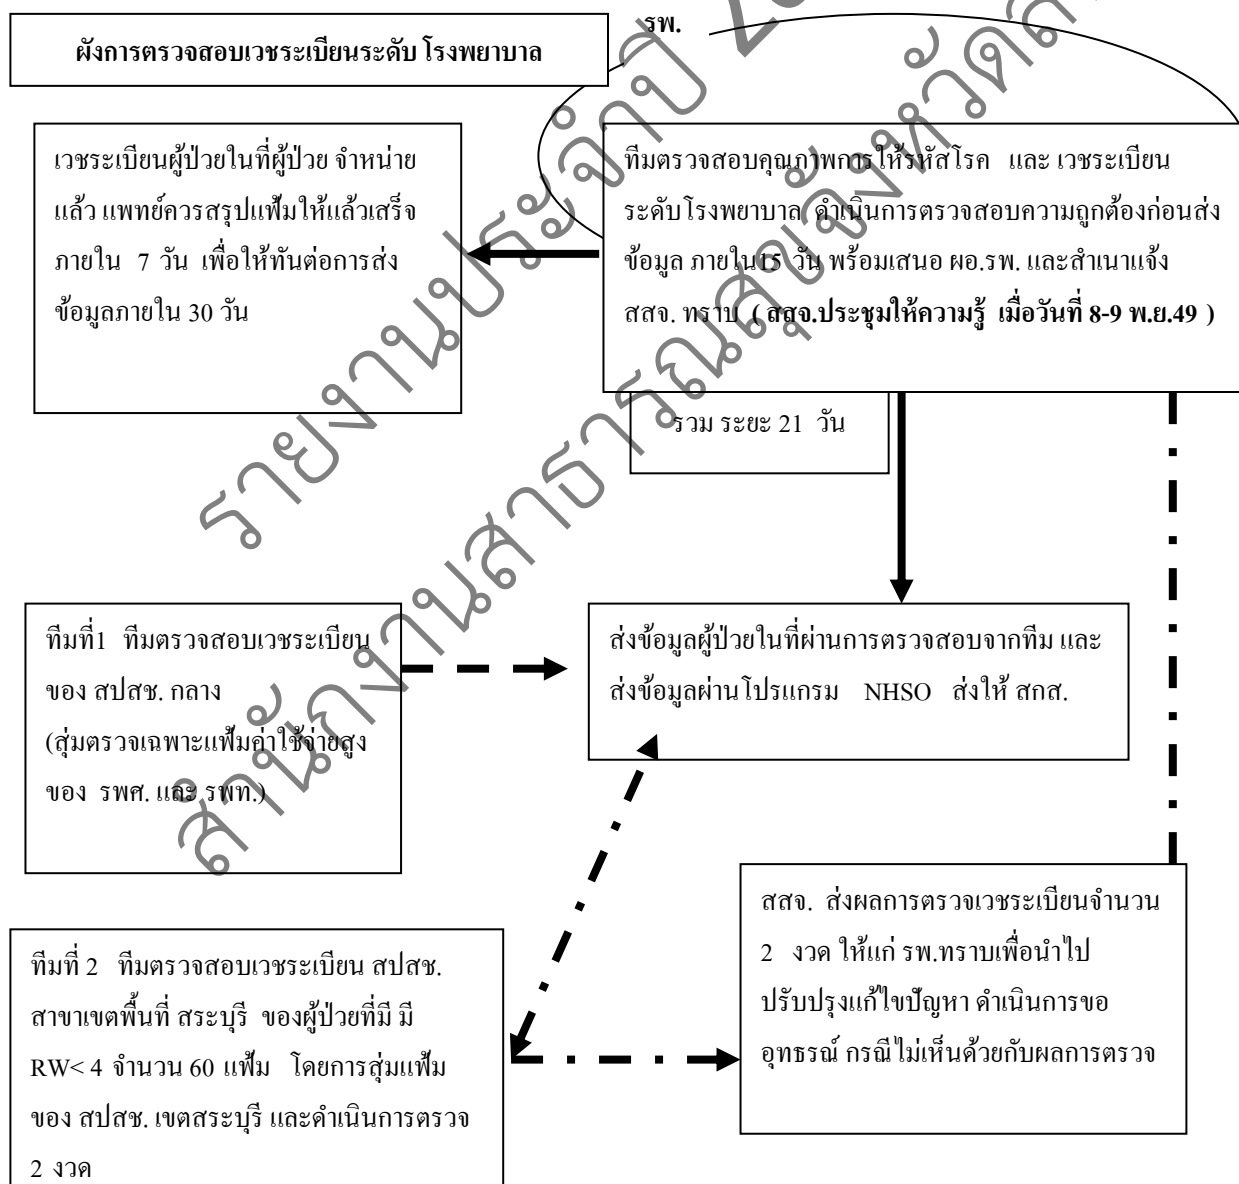 รพ.
ผังการตรวจสอบเวชระเบียนระดับ โรงพยาบาล
เวชระเบียนผู้ป่วยในที่ผู้ป่วย จำหน่าย
แล้ว แพทย์ควรสรุปแฟ้มให้แล้วเสร็จ
ภายใน 7 วัน เพื่อให้ทันต่อการส่ง
ข้อมูลภายใน 30 วัน
ทีมตรวจสอบคุณภาพการให้รหัสโรค และ เวชระเบียน
ระดับโรงพยาบาล ดำเนินการตรวจสอบความถูกต้องก่อนส่ง
ข้อมูล ภายใน15 วัน พร้อมเสนอ ผอ.รพ. และสำเนาแจ้ง
สสจ. ทราบ ( สสจ.ประชุมให้ความรู้ เมื่อวันที่ 8-9 พ.ย.49 )
รวม ระยะ 21 วัน
ทีมที่1 ทีมตรวจสอบเวชระเบียน
ของ สปสช. กลาง
(สุ่มตรวจเฉพาะแฟ้มค่าใช้จ่ายสูง
ของ รพศ. และ รพท.)
ส่งข้อมูลผู้ป่วยในที่ผ่านการตรวจสอบจากทีม และ
ส่งข้อมูลผ่านโปรแกรม NHSO ส่งให้ สกส.
ทีมที่ 2 ทีมตรวจสอบเวชระเบียน สปสช.
สาขาเขตพื้นที่ สระบุรี ของผู้ป่วยที่มี มี
RW< 4 จำนวน 60 แฟ้ม โดยการสุ่มแฟ้ม
ของ สปสช. เขตสระบุรี และดำเนินการตรวจ
2 งวด
สสจ. ส่งผลการตรวจเวชระเบียนจำนวน
2 งวด ให้แก่ รพ.ทราบเพื่อนำไป
ปรับปรุงแก้ไขปัญหา ดำเนินการขอ
อุทธรณ์ กรณีไม่เห็นด้วยกับผลการตรวจ
รายงานประจำปี
สำนักงานสาธารณสุขจังหวัด